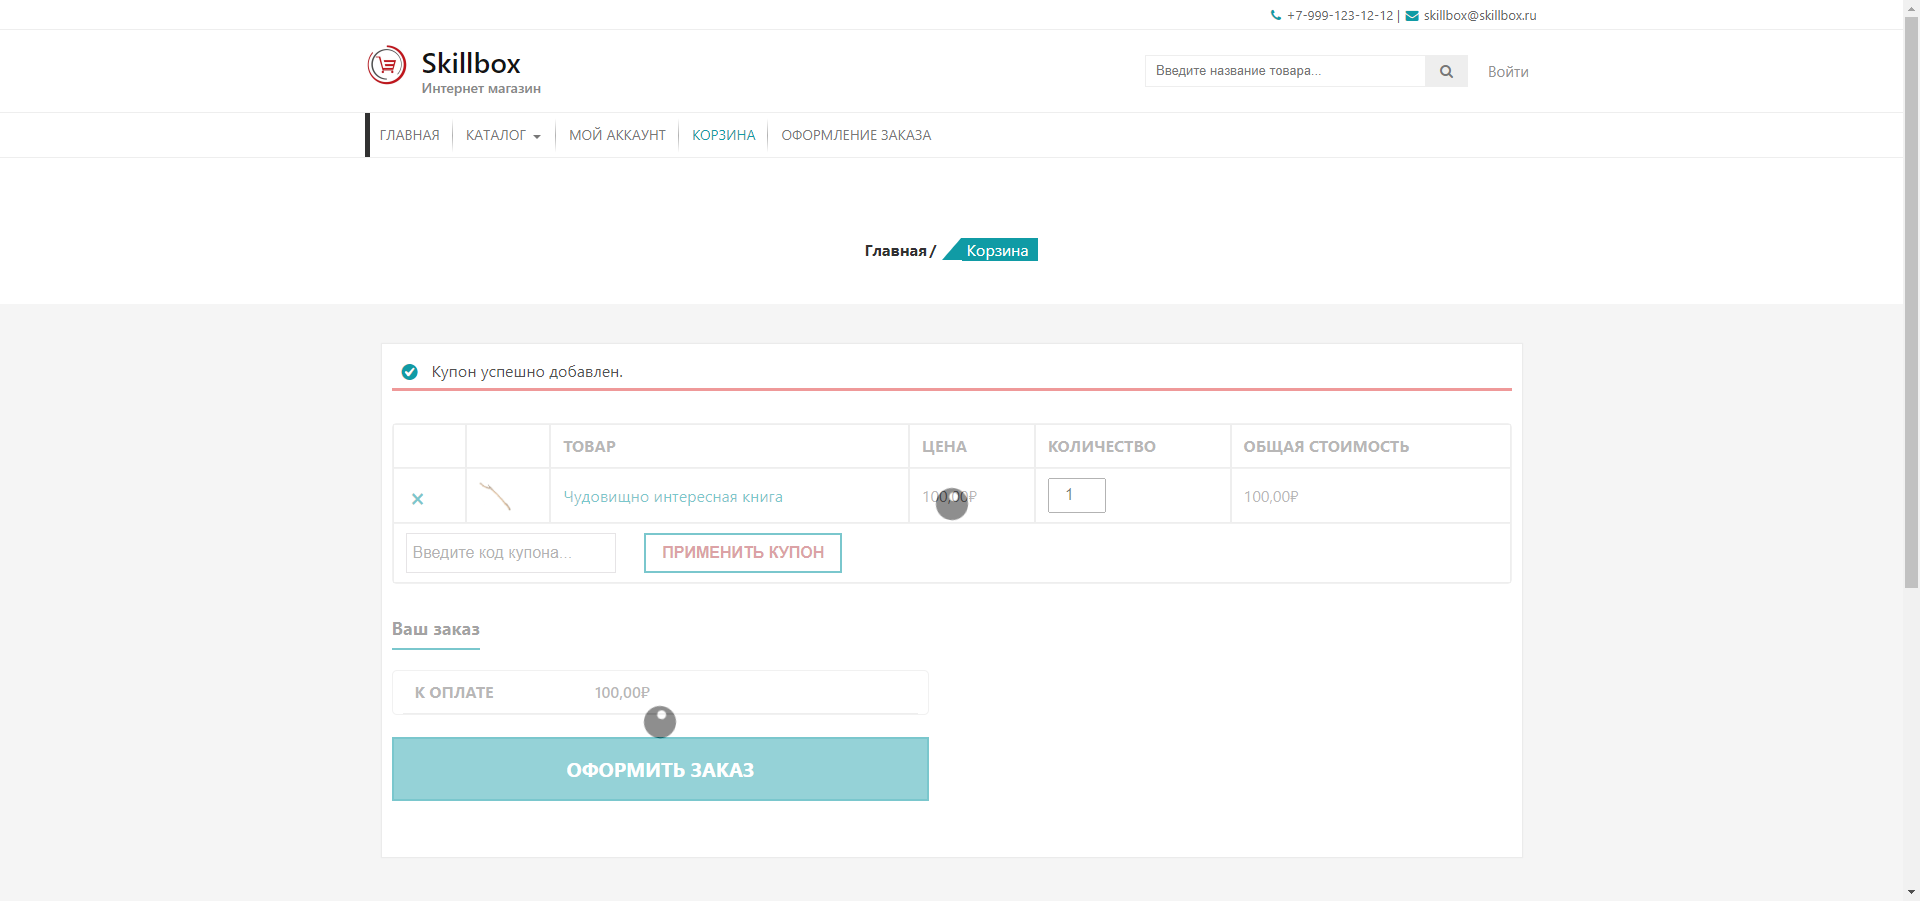 +7-999-123-12-12 | skillbox@skillbox.ru
Skillbox
Интернет магазин
Введите название товара...
Войти
ГЛАВНАЯ КАТАЛОГ МОЙ АККАУНТ КОРЗИНА ОФОРМЛЕНИЕ ЗАКАЗА
Главная / Корзина
Купон успешно добавлен.
ТОВАР ЦЕНА КОЛИЧЕСТВО ОБЩАЯ СТОИМОСТЬ
× Чудовищно интересная книга 100,00₽ 1 100,00₽
Введите код купона... ПРИМЕНИТЬ КУПОН
Ваш заказ
К ОПЛАТЕ 100,00₽
ОФОРМИТЬ ЗАКАЗ